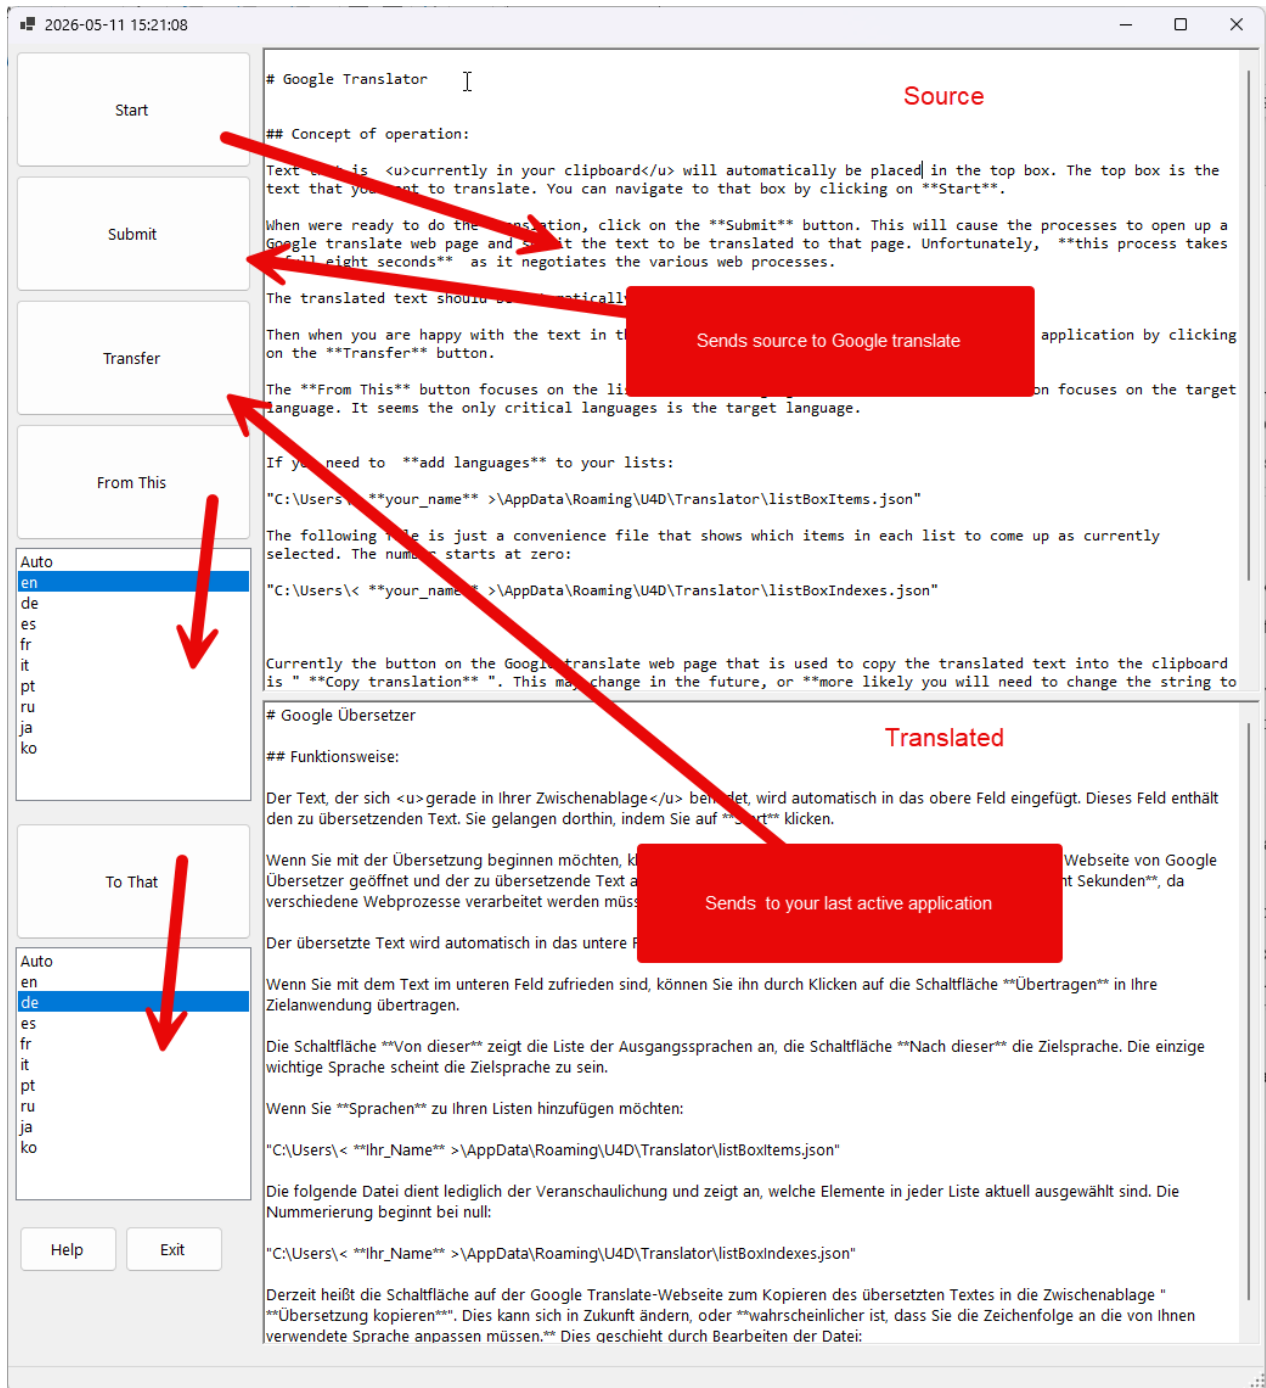 2026-05-11 15:21:08
Start
Submit
Transfer
From This
Auto
en
de
es
fr
it
pt
ru
ja
ko
To That
Auto
en
de
es
fr
it
pt
ru
ja
ko
Help
Exit
# Google Translator
Source
## Concept of operation:
Text is <u>currently in your clipboard</u> will automatically be placed in the top box. The top box is the
text that you to translate. You can navigate to that box by clicking on **Start**.
When were ready to do the translation, click on the **Submit** button. This will cause the processes to open up a
Google translate web page and the text to be translated to that page. Unfortunately, **this process takes
full eight seconds** as it negotiates the various web processes.
The translated text should be automatically
Then when you are happy with the text in application by clicking
on the **Transfer** button.
The **From This** button focuses on the focuses on the target
language. It seems the only critical languages is the target language.
If you need to **add languages** to your lists:
"C:\Users\< **your_name** >\AppData\Roaming\U4D\Translator\listBoxItems.json"
The following file is just a convenience file that shows which items in each list to come up as currently
selected. The number starts at zero:
"C:\Users\< **your_name** >\AppData\Roaming\U4D\Translator\listBoxIndexes.json"
Currently the button on the Google translate web page that is used to copy the translated text into the clipboard
is " **Copy translation** ". This may change in the future, or **more likely you will need to change the string to
Sends source to Google translate
# Google Übersetzer
Translated
## Funktionsweise:
Der Text, der sich <u>gerade in Ihrer Zwischenablage</u> befindet, wird automatisch in das obere Feld eingefügt. Dieses Feld enthält
den zu übersetzenden Text. Sie gelangen dorthin, indem Sie auf **Start** klicken.
Wenn Sie mit der Übersetzung beginnen möchten, Webseite von Google
Übersetzer geöffnet und der zu übersetzende Text Sekunden**, da
verschiedene Webprozesse verarbeitet werden
Sends to your last active application
Der übersetzte Text wird automatisch in das untere
Wenn Sie mit dem Text im unteren Feld zufrieden sind, können Sie ihn durch Klicken auf die Schaltfläche **Übertragen** in Ihre
Zielanwendung übertragen.
Die Schaltfläche **Von dieser** zeigt die Liste der Ausgangssprachen an, die Schaltfläche **Nach dieser** die Zielsprache. Die einzige
wichtige Sprache scheint die Zielsprache zu sein.
Wenn Sie **Sprachen** zu Ihren Listen hinzufügen möchten:
"C:\Users\< **Ihr_Name** >\AppData\Roaming\U4D\Translator\listBoxItems.json"
Die folgende Datei dient lediglich der Veranschaulichung und zeigt an, welche Elemente in jeder Liste aktuell ausgewählt sind. Die
Nummerierung beginnt bei null:
"C:\Users\< **Ihr_Name** >\AppData\Roaming\U4D\Translator\listBoxIndexes.json"
Derzeit heißt die Schaltfläche auf der Google Translate-Webseite zum Kopieren des übersetzten Textes in die Zwischenablage "
**Übersetzung kopieren**". Dies kann sich in Zukunft ändern, oder **wahrscheinlicher ist, dass Sie die Zeichenfolge an die von Ihnen
verwendete Sprache anpassen müssen.** Dies geschieht durch Bearbeiten der Datei: